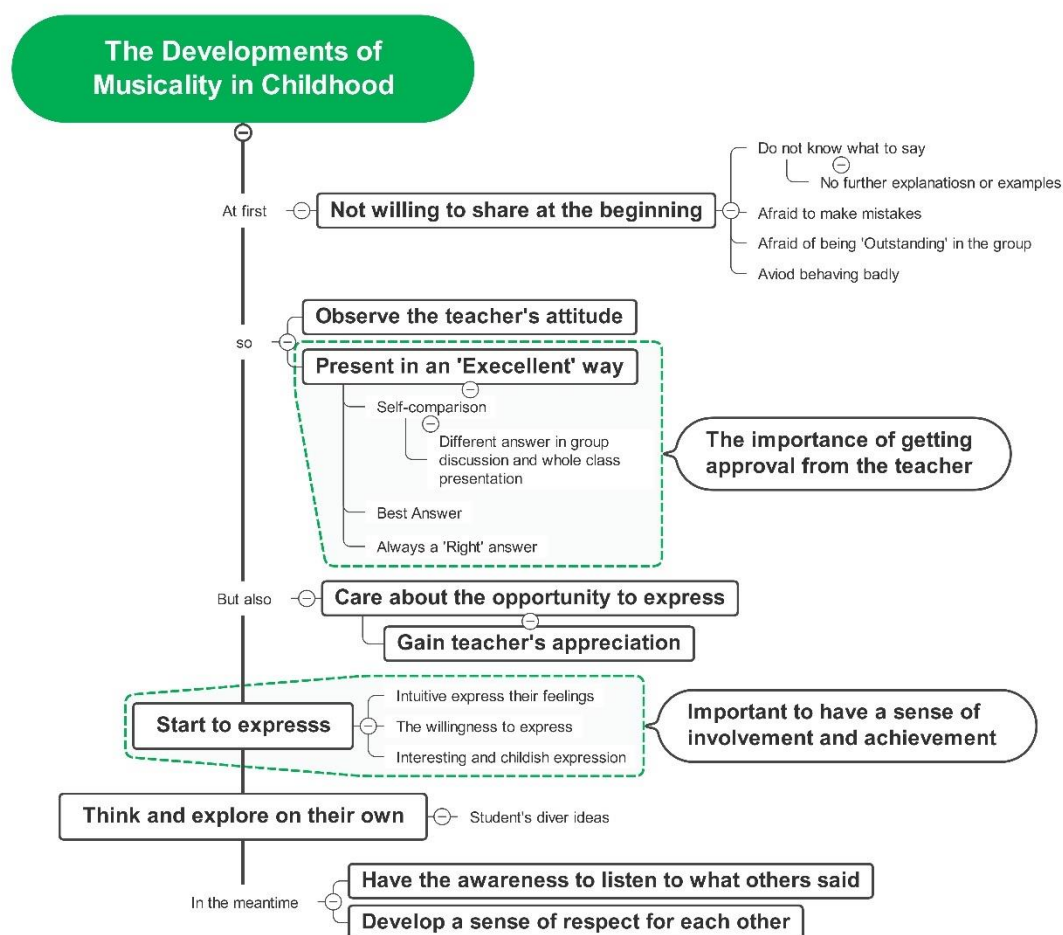 The Developments of
Musicality in Childhood
At first
Not willing to share at the beginning
Do not know what to say
No further explanatiosn or examples
Afraid to make mistakes
Afraid of being 'Outstanding' in the group
Aviod behaving badly
so
Observe the teacher's attitude
Present in an 'Execellent' way
Self-comparison
Different answer in group
discussion and whole class
presentation
Best Answer
Always a 'Right' answer
The importance of getting
approval from the teacher
But also
Care about the opportunity to express
Gain teacher's appreciation
Start to expresss
Intuitive express their feelings
The willingness to express
Interesting and childish expression
Important to have a sense of
involvement and achievement
Think and explore on their own
Student's diver ideas
In the meantime
Have the awareness to listen to what others said
Develop a sense of respect for each other